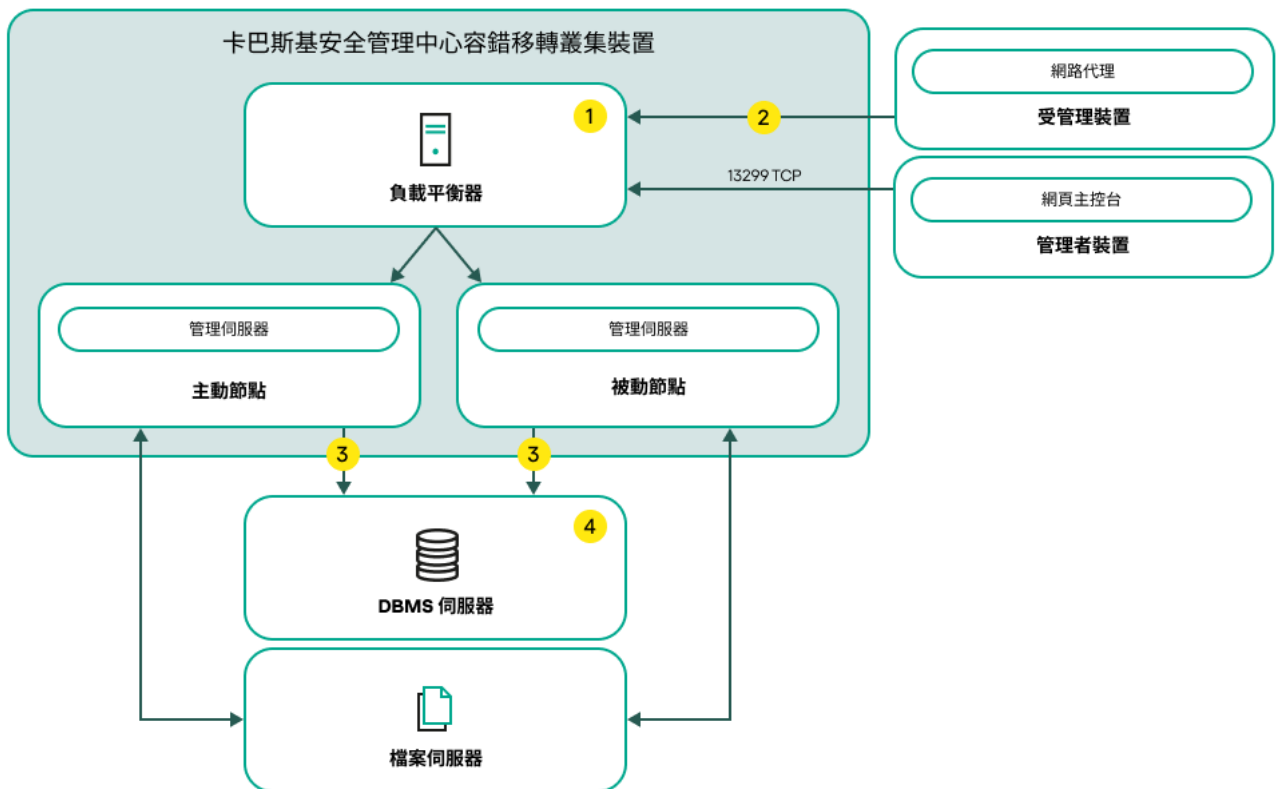 卡巴斯基安全管理中心容錯移轉叢集裝置
1
負載平衡器
2
13299 TCP
網路代理
受管理裝置
網頁主控台
管理者裝置
管理伺服器
主動節點
管理伺服器
被動節點
3
3
4
DBMS 伺服器
檔案伺服器